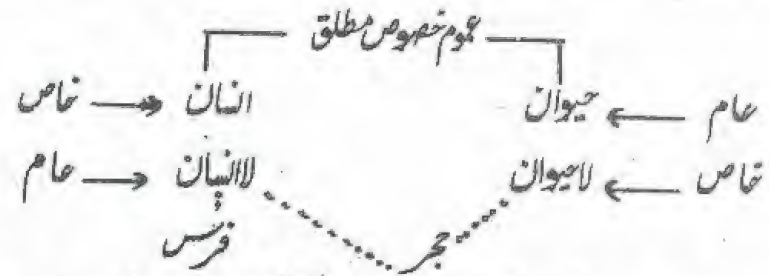 عموم خصوص مطلق
عام حیوان انسان خاص
خاص لاحیوان لاانسان عام
حجر فرس